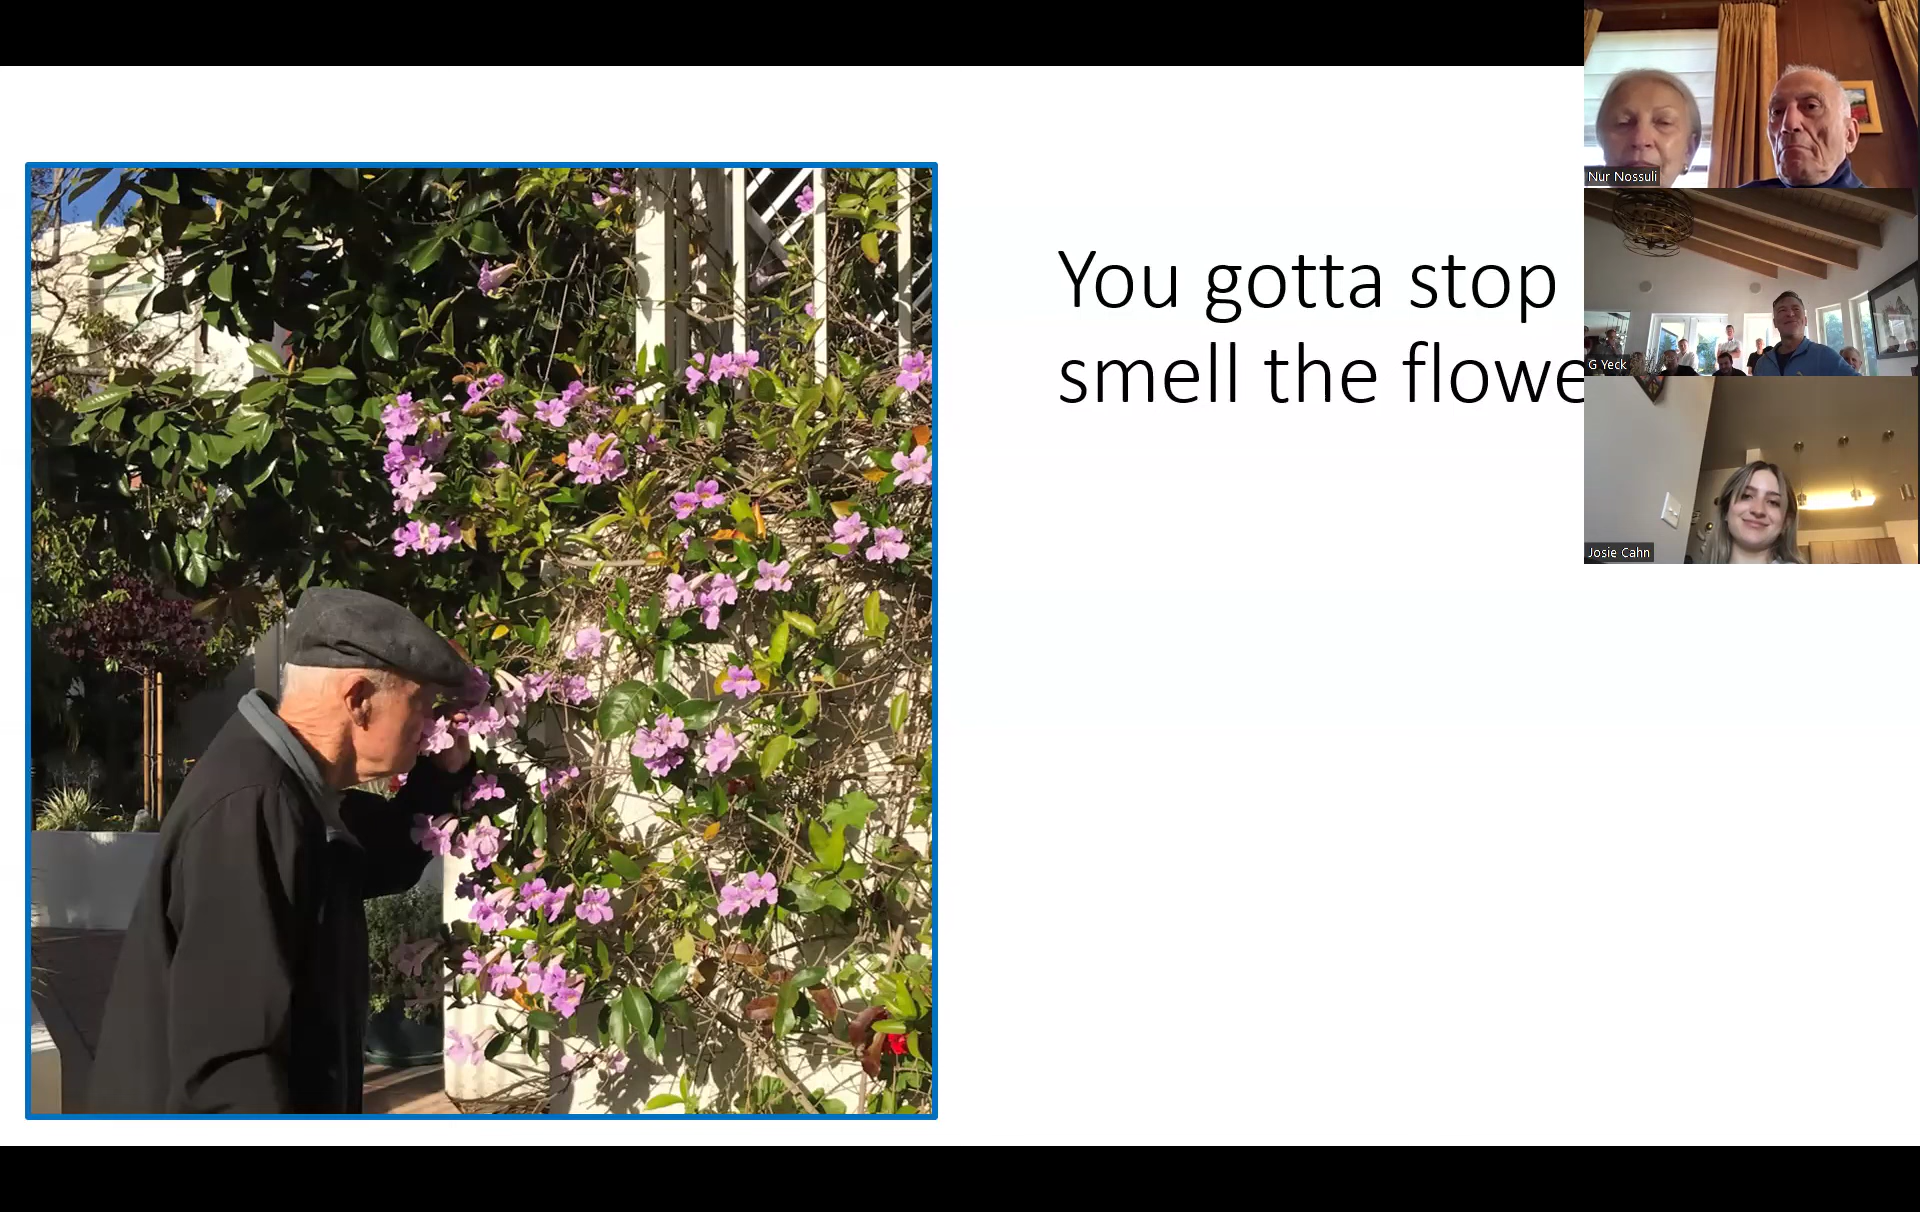 You gotta stop
smell the flowe
Nur Nossuli
G Yeck
Josie Cahn